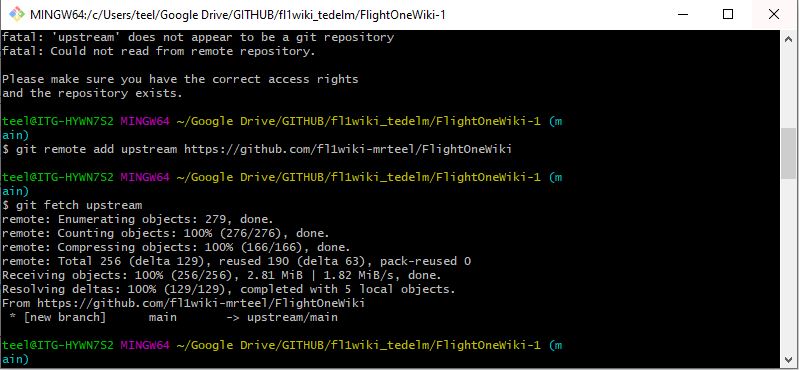 MINGW64:/c/Users/teel/Google Drive/GITHUB/fl1wiki_tedelm/FlightOneWiki-1
fatal: 'upstream' does not appear to be a git repository
fatal: Could not read from remote repository.
Please make sure you have the correct access rights
and the repository exists.
teel@ITG-HYWN7S2 MINGW64 ~/Google Drive/GITHUB/fl1wiki_tedelm/FlightOneWiki-1 (m
ain)
$ git remote add upstream https://github.com/fl1wiki-mrteel/FlightOneWiki
teel@ITG-HYWN7S2 MINGW64 ~/Google Drive/GITHUB/fl1wiki_tedelm/FlightOneWiki-1 (m
ain)
$ git fetch upstream
remote: Enumerating objects: 279, done.
remote: Counting objects: 100% (276/276), done.
remote: Compressing objects: 100% (166/166), done.
remote: Total 256 (delta 129), reused 190 (delta 63), pack-reused 0
Receiving objects: 100% (256/256), 2.81 MiB | 1.82 MiB/s, done.
Resolving deltas: 100% (129/129), completed with 5 local objects.
From https://github.com/fl1wiki-mrteel/FlightOneWiki
 * [new branch]      main       -> upstream/main
teel@ITG-HYWN7S2 MINGW64 ~/Google Drive/GITHUB/fl1wiki_tedelm/FlightOneWiki-1 (m
ain)